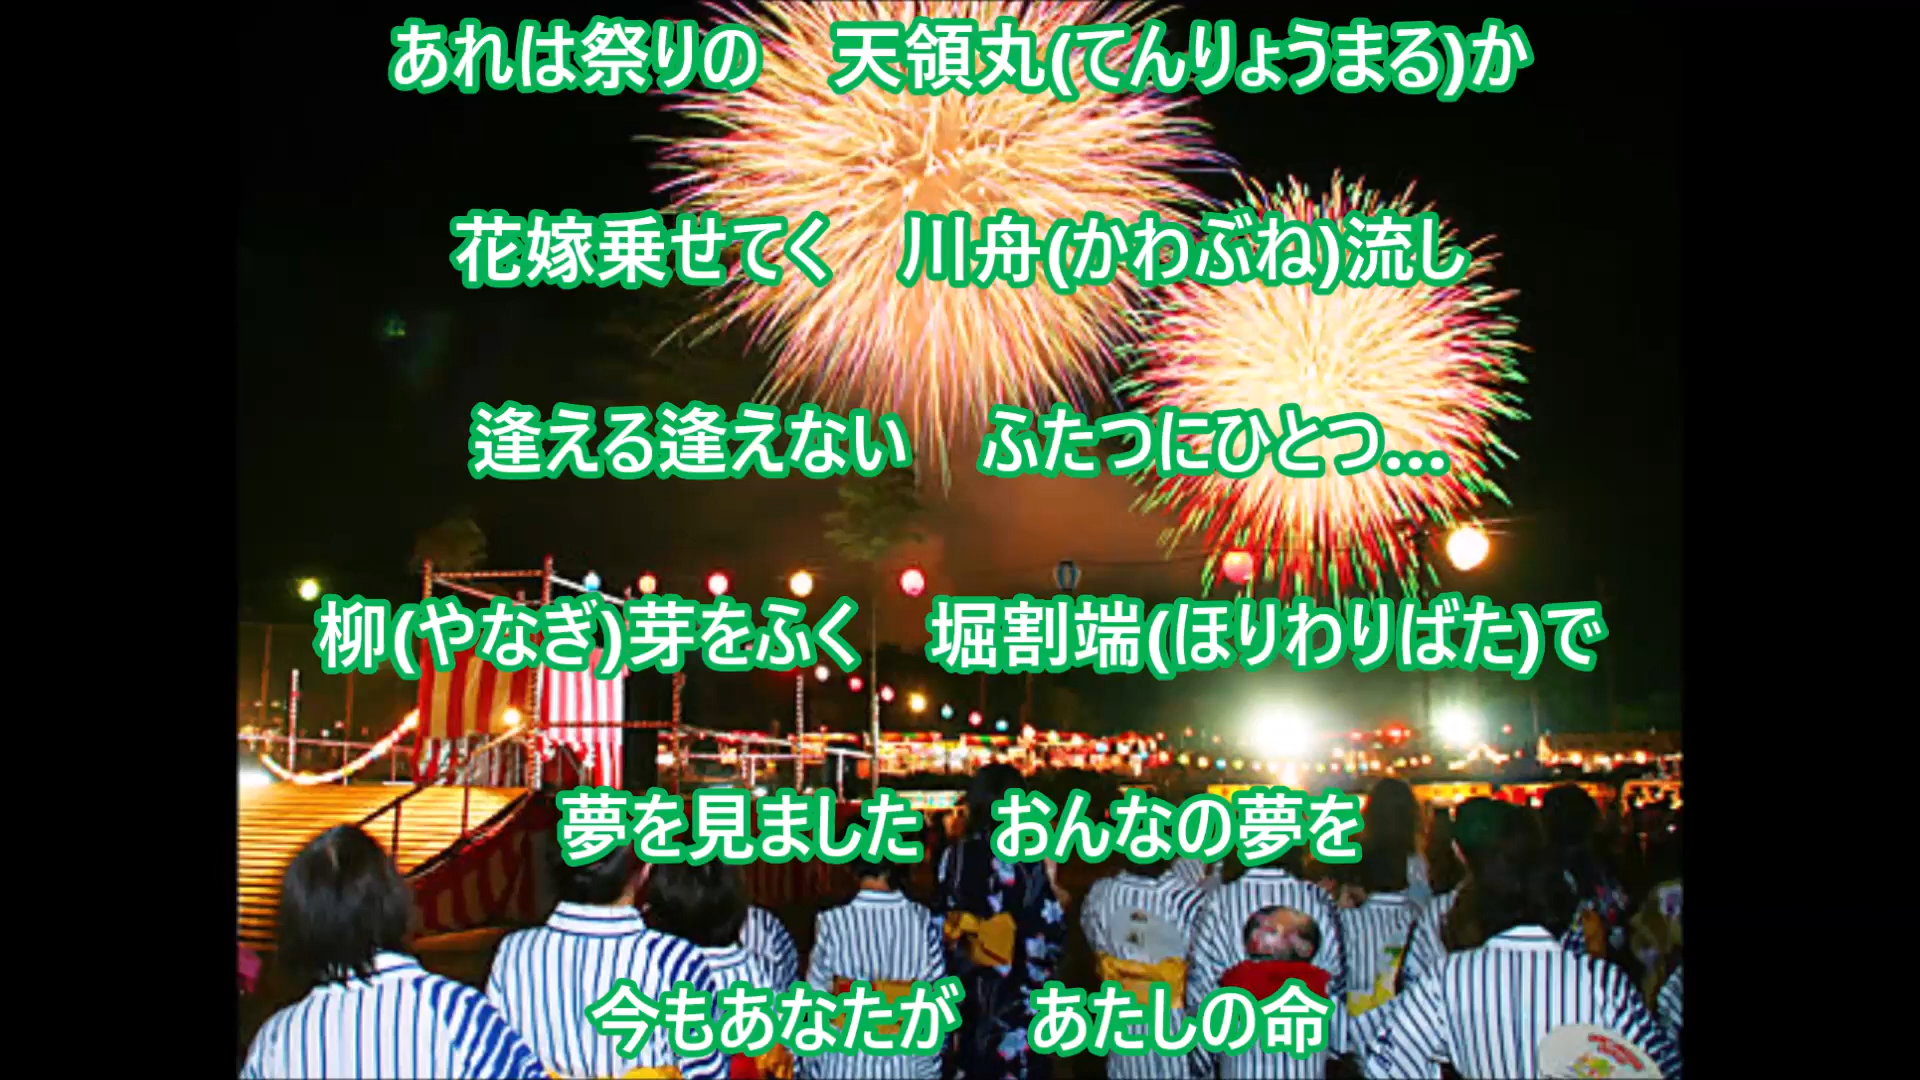 あれは祭りの　天領丸(てんりょうまる)か
花嫁乗せてく　川舟(かわぶね)流し
逢える逢えない　ふたつにひとつ…
柳(やなぎ)芽をふく　堀割端(ほりわりばた)で
夢を見ました　おんなの夢を
今もあなたが　あたしの命